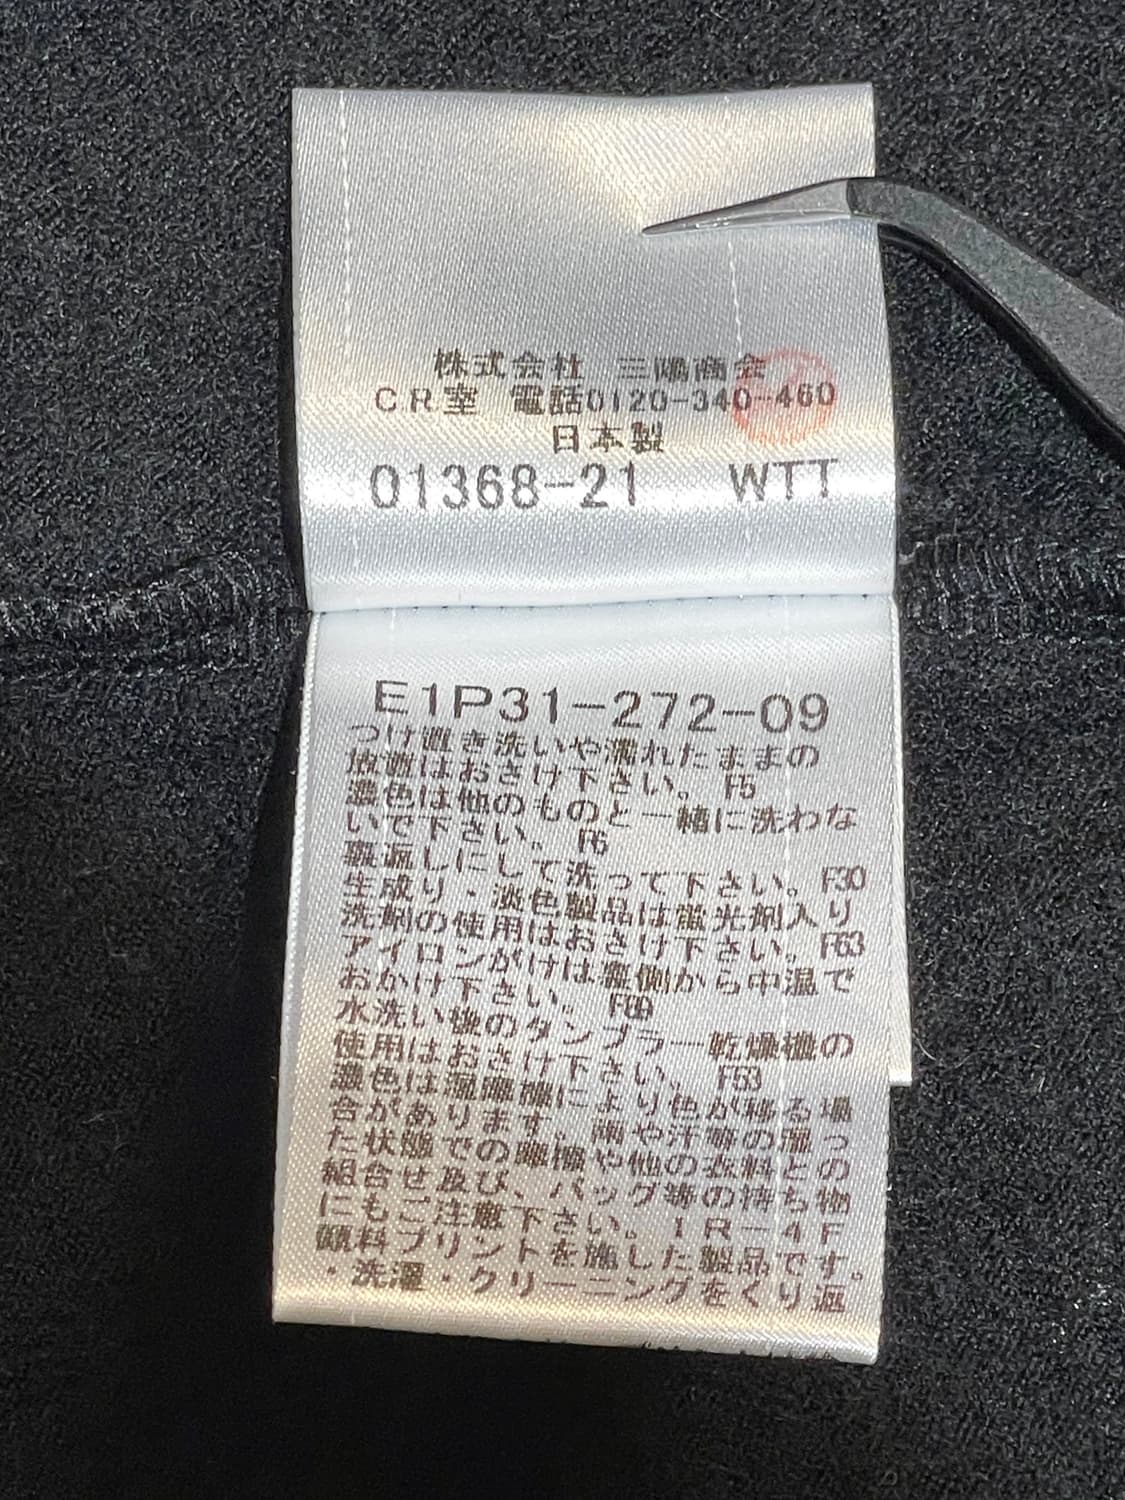 株式会社 三陽商会
CR室 電話0120-340-460
日本製
01368-21 WTT
E1P31-272-09
つけ置き洗いや濡れたままの
放置はおさけ下さい。 F5
濃色は他のものと一緒に洗わな
いで下さい。 F6
裏返しにして洗って下さい。 F30
生成り・淡色製品は蛍光剤入り
洗剤の使用はおさけ下さい。 F63
アイロンがけは裏側から中温で
おかけ下さい。
水洗い後のタンブラー乾燥機の
使用はおさけ下さい。 F53
濃色は湿摩擦により色が移る場
合があります。雨や汗等の湿っ
た状態での摩擦や他の衣料との
組合せ及び、バッグ等の持ち物
にもご注意下さい。IR-4F
顔料プリントを施した製品です。
・洗濯・クリーニングをくり返